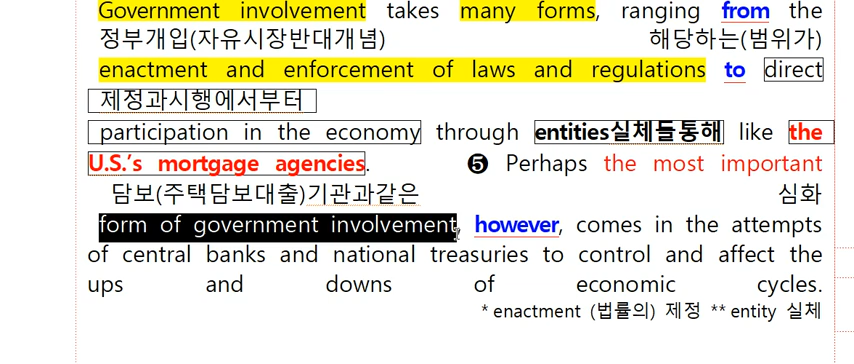 Government involvement takes many forms, ranging from the
정부개입(자유시장반대개념) 해당하는(범위가)
enactment and enforcement of laws and regulations to direct
제정과시행에서부터
participation in the economy through entities실체들통해 like the
U.S.'s mortgage agencies. ❺ Perhaps the most important
담보(주택담보대출)기관과같은 심화
form of government involvement, however, comes in the attempts
of central banks and national treasuries to control and affect the
ups and downs of economic cycles.
* enactment (법률의) 제정 ** entity 실체